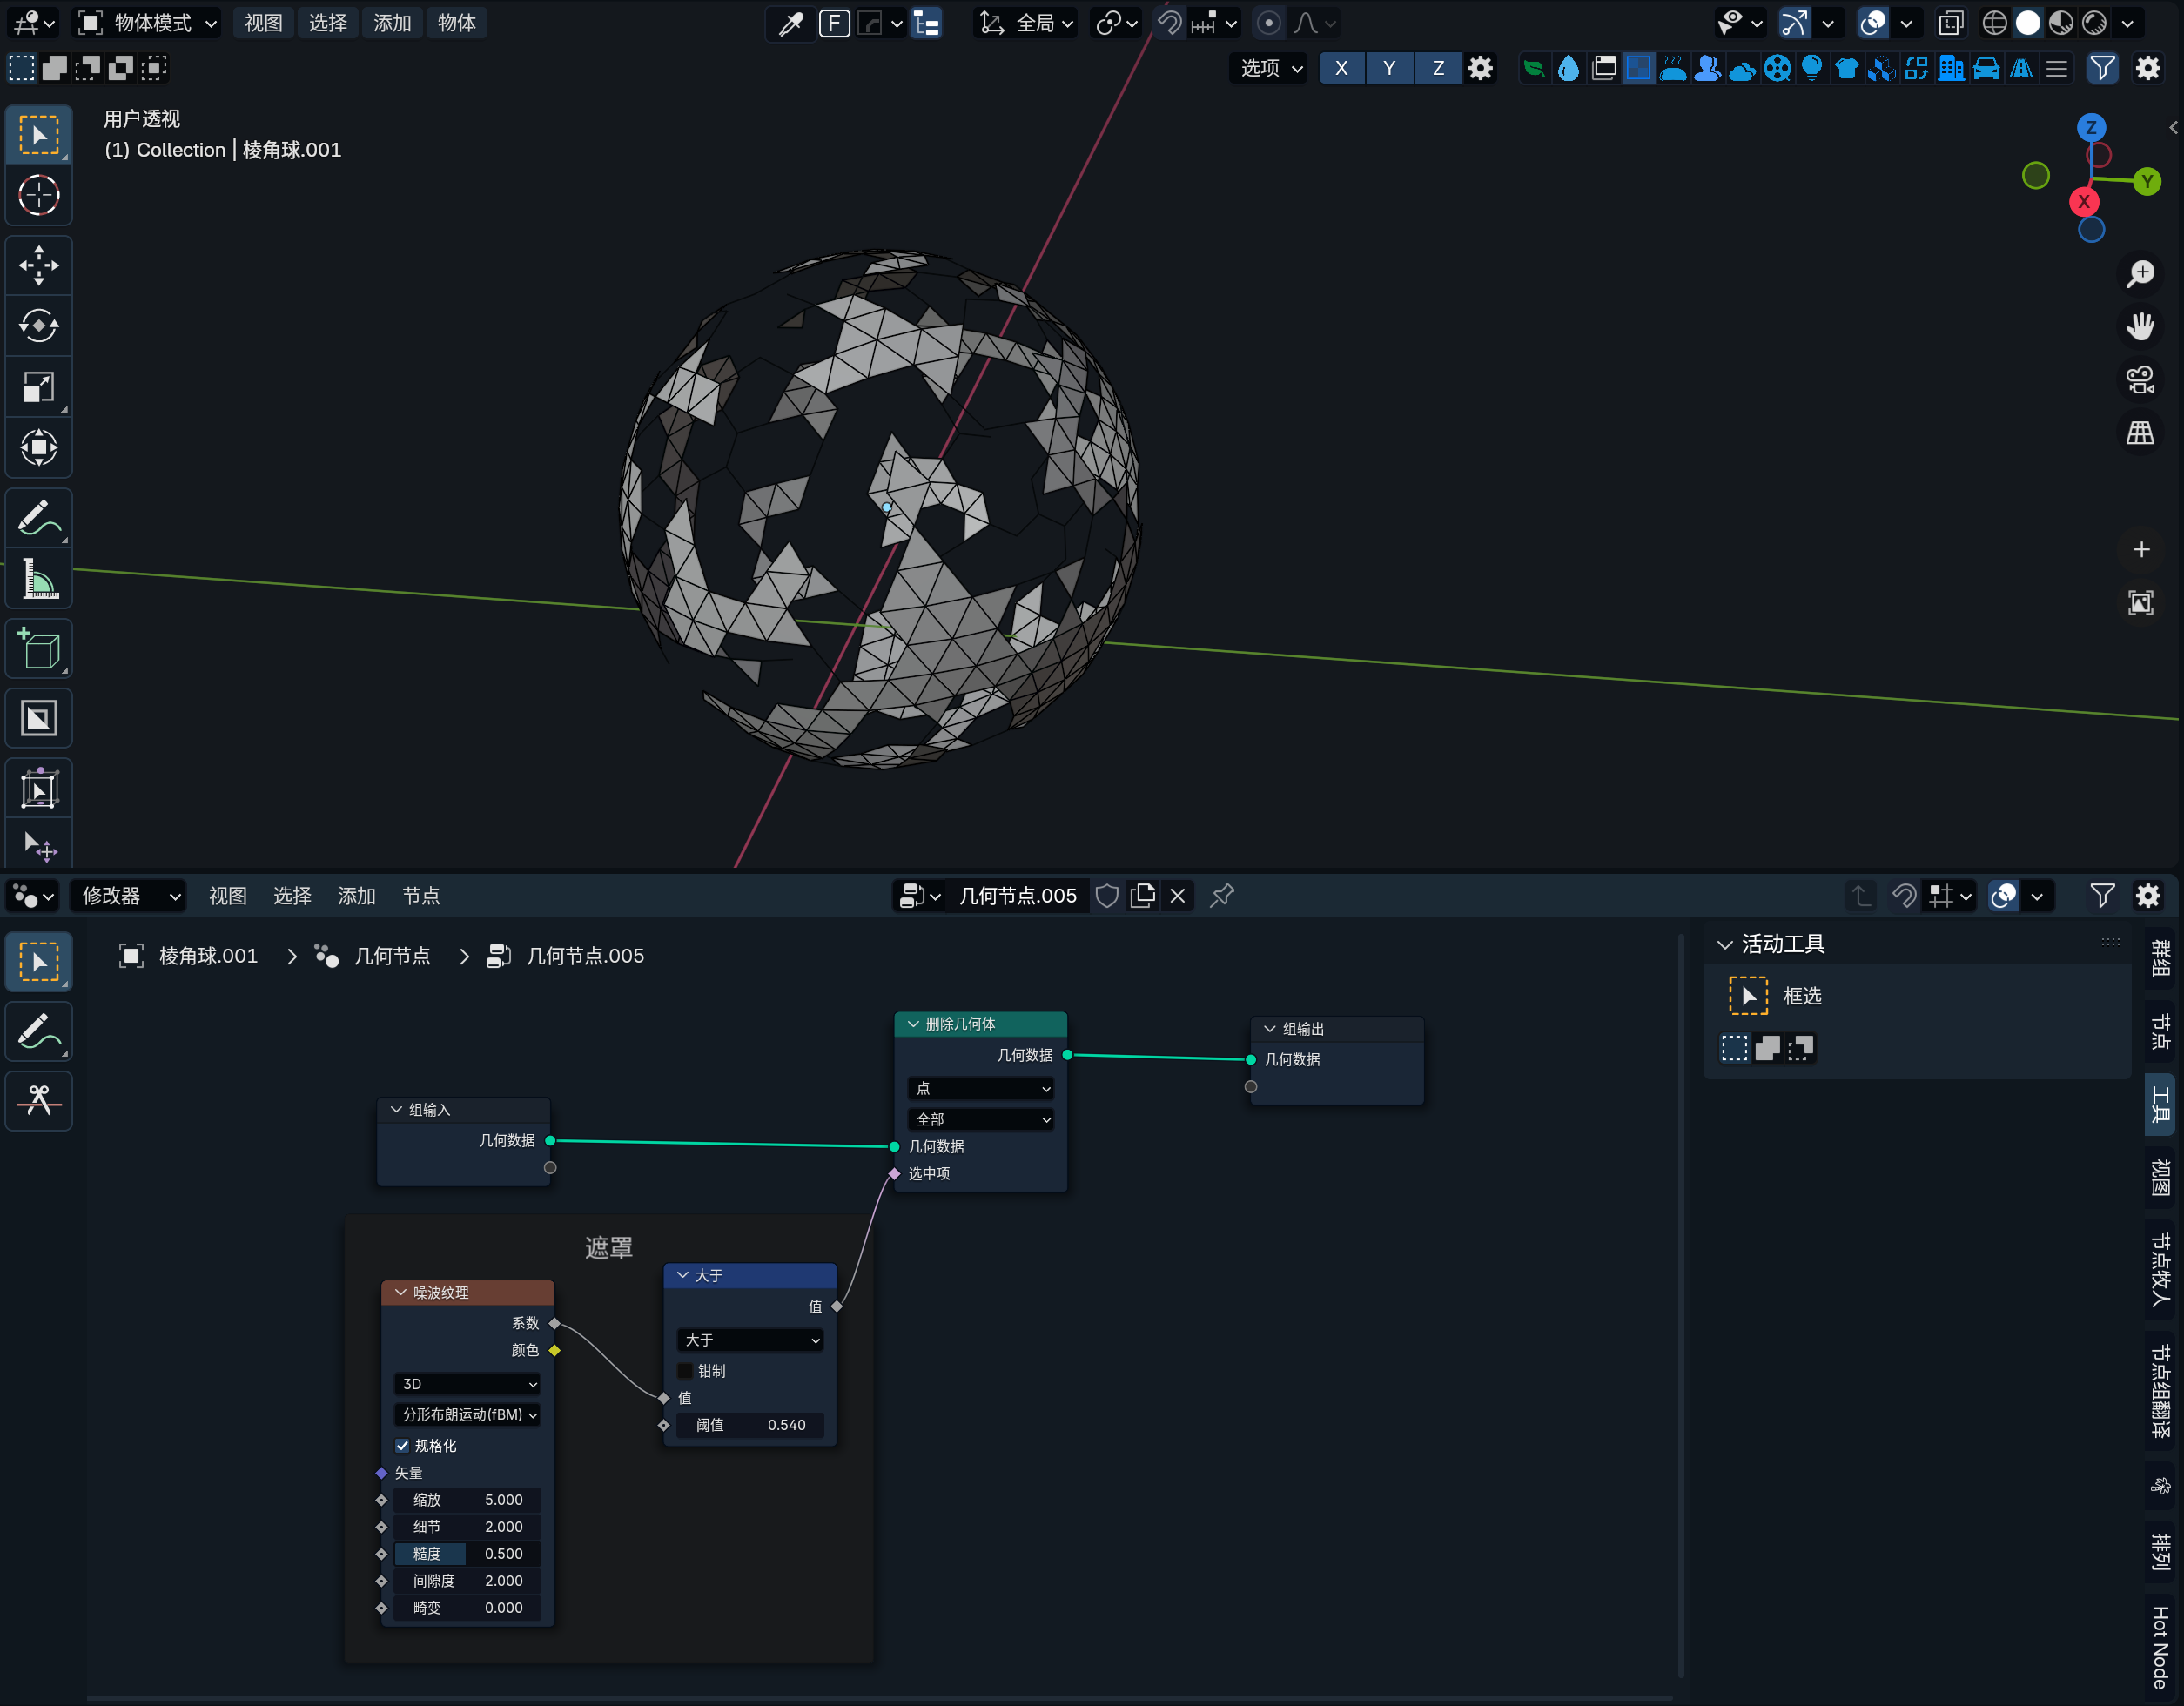 物体模式 视图 选择 添加 物体 F 全局
选项 X Y Z
用户透视
(1) Collection | 棱角球.001
Z
Y
X
修改器 视图 选择 添加 节点 几何节点.005
棱角球.001 几何节点 几何节点.005
活动工具
框选
群组
节点
工具
视图
节点牧人
节点组翻译
排列
Hot Node
删除几何体
几何数据
点
全部
几何数据
选中项
组输出
几何数据
组输入
几何数据
遮罩
大于
值
大于
钳制
值
阈值 0.540
噪波纹理
系数
颜色
3D
分形布朗运动(fBM)
规格化
矢量
缩放 5.000
细节 2.000
糙度 0.500
间隙度 2.000
畸变 0.000